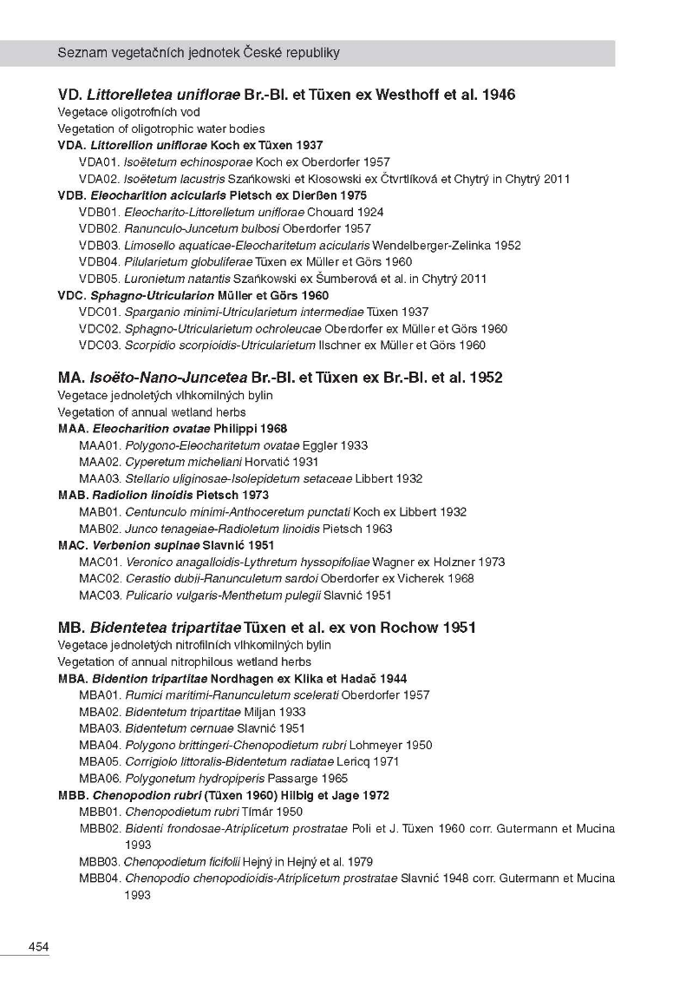 Seznam vegetačních jednotek České republiky
VD. Littorelletea uniflorae Br.-Bl. et Tüxen ex Westhoff et al. 1946
Vegetace oligotrofních vod
Vegetation of oligotrophic water bodies
VDA. Littorellion uniflorae Koch ex Tüxen 1937
VDA01. Isoëtetum echinosporae Koch ex Oberdorfer 1957
VDA02. Isoëtetum lacustris Szańkowski et Kłosowski ex Čtvrtlíková et Chytrý in Chytrý 2011
VDB. Eleocharition acicularis Pietsch ex Dierßen 1975
VDB01. Eleocharito-Littorelletum uniflorae Chouard 1924
VDB02. Ranunculo-Juncetum bulbosi Oberdorfer 1957
VDB03. Limosello aquaticae-Eleocharitetum acicularis Wendelberger-Zelinka 1952
VDB04. Pilularietum globuliferae Tüxen ex Müller et Görs 1960
VDB05. Luronietum natantis Szańkowski ex Šumberová et al. in Chytrý 2011
VDC. Sphagno-Utricularion Müller et Görs 1960
VDC01. Sparganio minimi-Utricularietum intermediae Tüxen 1937
VDC02. Sphagno-Utricularietum ochroleucae Oberdorfer ex Müller et Görs 1960
VDC03. Scorpidio scorpioidis-Utricularietum Ilschner ex Müller et Görs 1960
MA. Isoëto-Nano-Juncetea Br.-Bl. et Tüxen ex Br.-Bl. et al. 1952
Vegetace jednoletých vlhkomilných bylin
Vegetation of annual wetland herbs
MAA. Eleocharition ovatae Philippi 1968
MAA01. Polygono-Eleocharitetum ovatae Eggler 1933
MAA02. Cyperetum micheliani Horvatić 1931
MAA03. Stellario uliginosae-Isolepidetum setaceae Libbert 1932
MAB. Radiolion linoidis Pietsch 1973
MAB01. Centunculo minimi-Anthoceretum punctati Koch ex Libbert 1932
MAB02. Junco tenageiae-Radioletum linoidis Pietsch 1963
MAC. Verbenion supinae Slavnić 1951
MAC01. Veronico anagalloidis-Lythretum hyssopifoliae Wagner ex Holzner 1973
MAC02. Cerastio dubii-Ranunculetum sardoi Oberdorfer ex Vicherek 1968
MAC03. Pulicario vulgaris-Menthetum pulegii Slavnić 1951
MB. Bidentetea tripartitae Tüxen et al. ex von Rochow 1951
Vegetace jednoletých nitrofilních vlhkomilných bylin
Vegetation of annual nitrophilous wetland herbs
MBA. Bidention tripartitae Nordhagen ex Klika et Hadač 1944
MBA01. Rumici maritimi-Ranunculetum scelerati Oberdorfer 1957
MBA02. Bidentetum tripartitae Miljan 1933
MBA03. Bidentetum cernuae Slavnić 1951
MBA04. Polygono brittingeri-Chenopodietum rubri Lohmeyer 1950
MBA05. Corrigiolo littoralis-Bidentetum radiatae Lericq 1971
MBA06. Polygonetum hydropiperis Passarge 1965
MBB. Chenopodion rubri (Tüxen 1960) Hilbig et Jage 1972
MBB01. Chenopodietum rubri Tímár 1950
MBB02. Bidenti frondosae-Atriplicetum prostratae Poli et J. Tüxen 1960 corr. Gutermann et Mucina
1993
MBB03. Chenopodietum ficifolii Hejný in Hejný et al. 1979
MBB04. Chenopodio chenopodioidis-Atriplicetum prostratae Slavnić 1948 corr. Gutermann et Mucina
1993
454